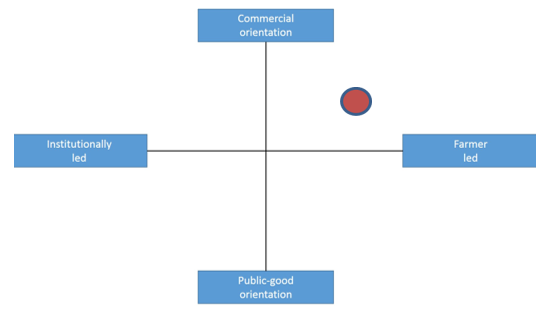 Commercial
orientation
Institutionally
led
Farmer
led
Public-good
orientation